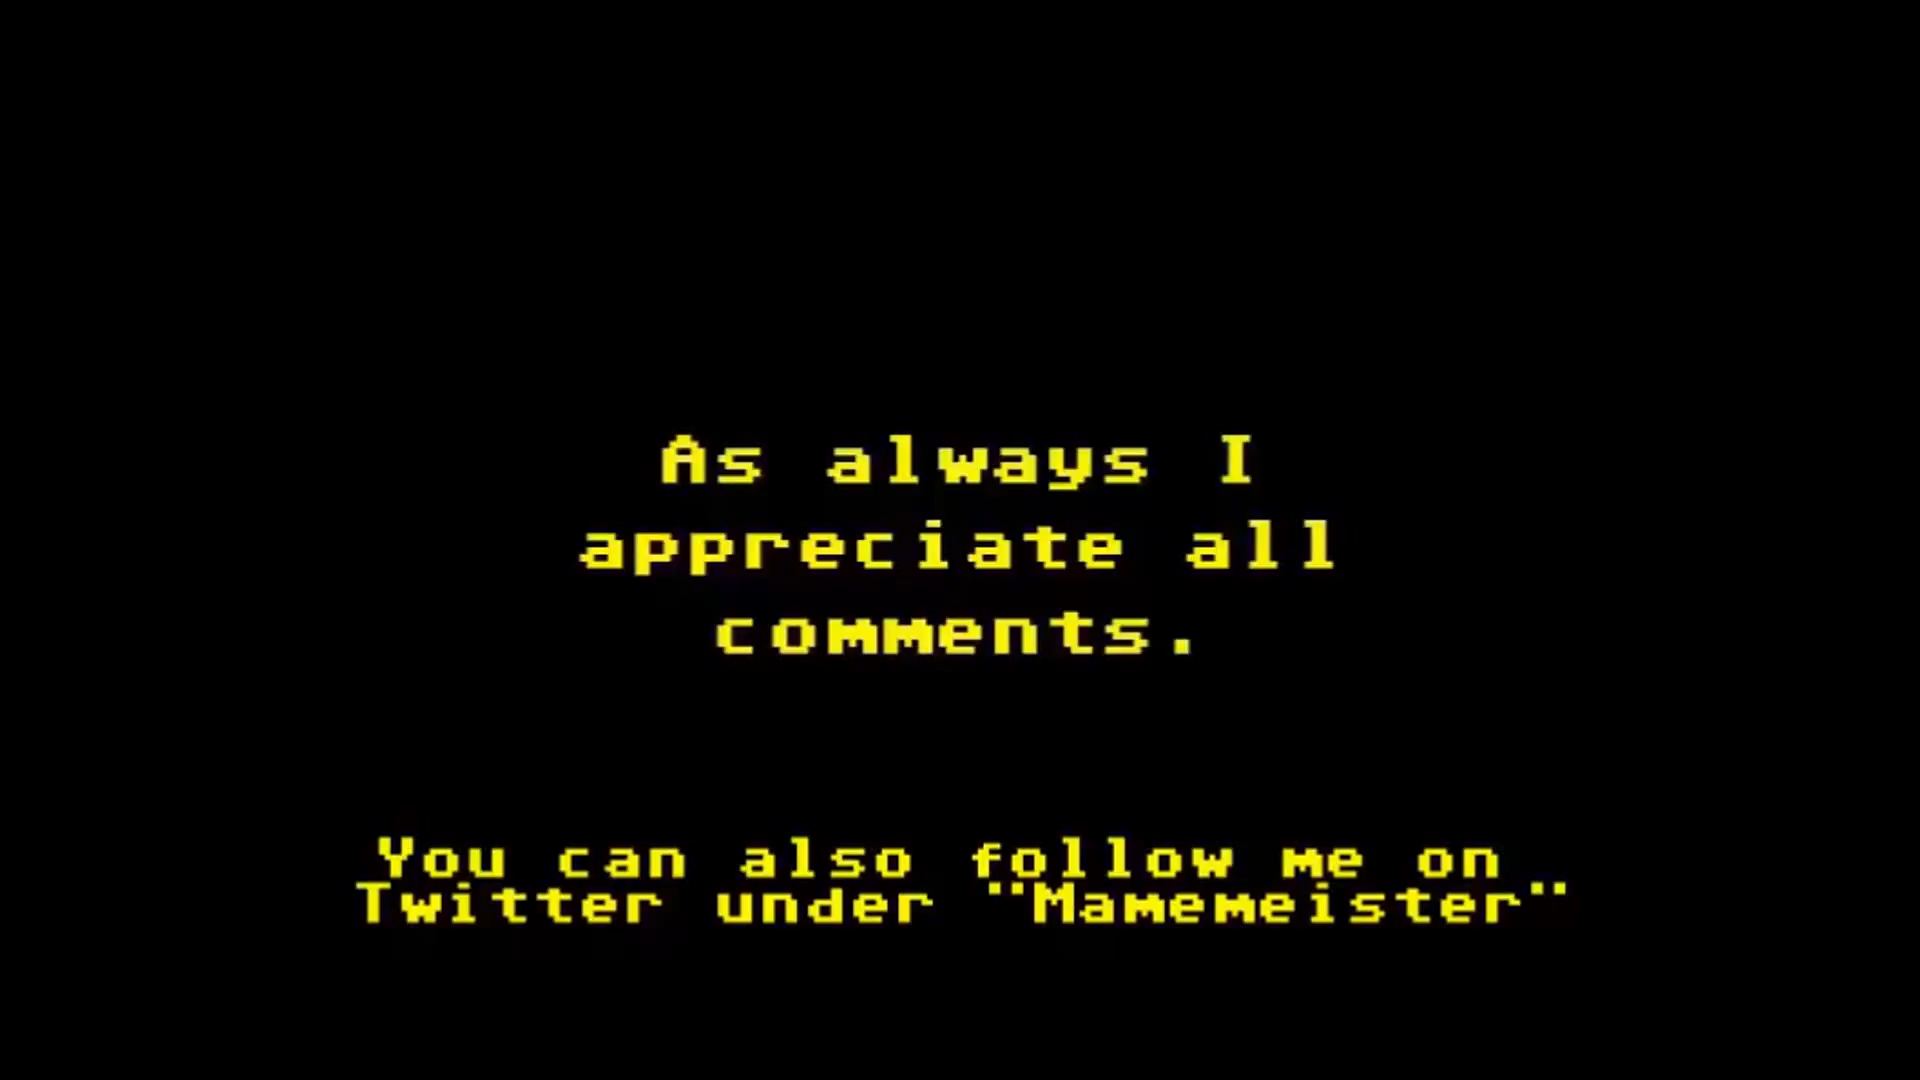 As always I
appreciate all
comments.
You can also follow me on
Twitter under "Mamemeister"